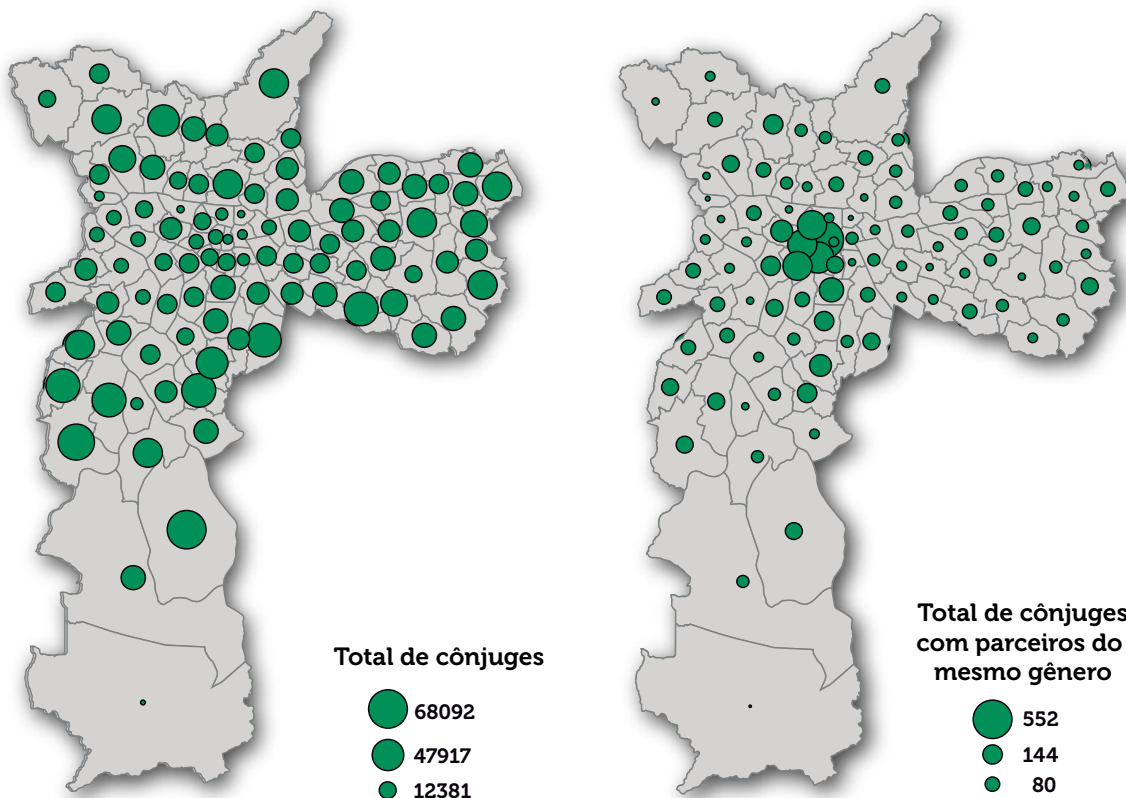 Total de cônjuges
68092
47917
12381
Total de cônjuges
com parceiros do
mesmo gênero
552
144
80